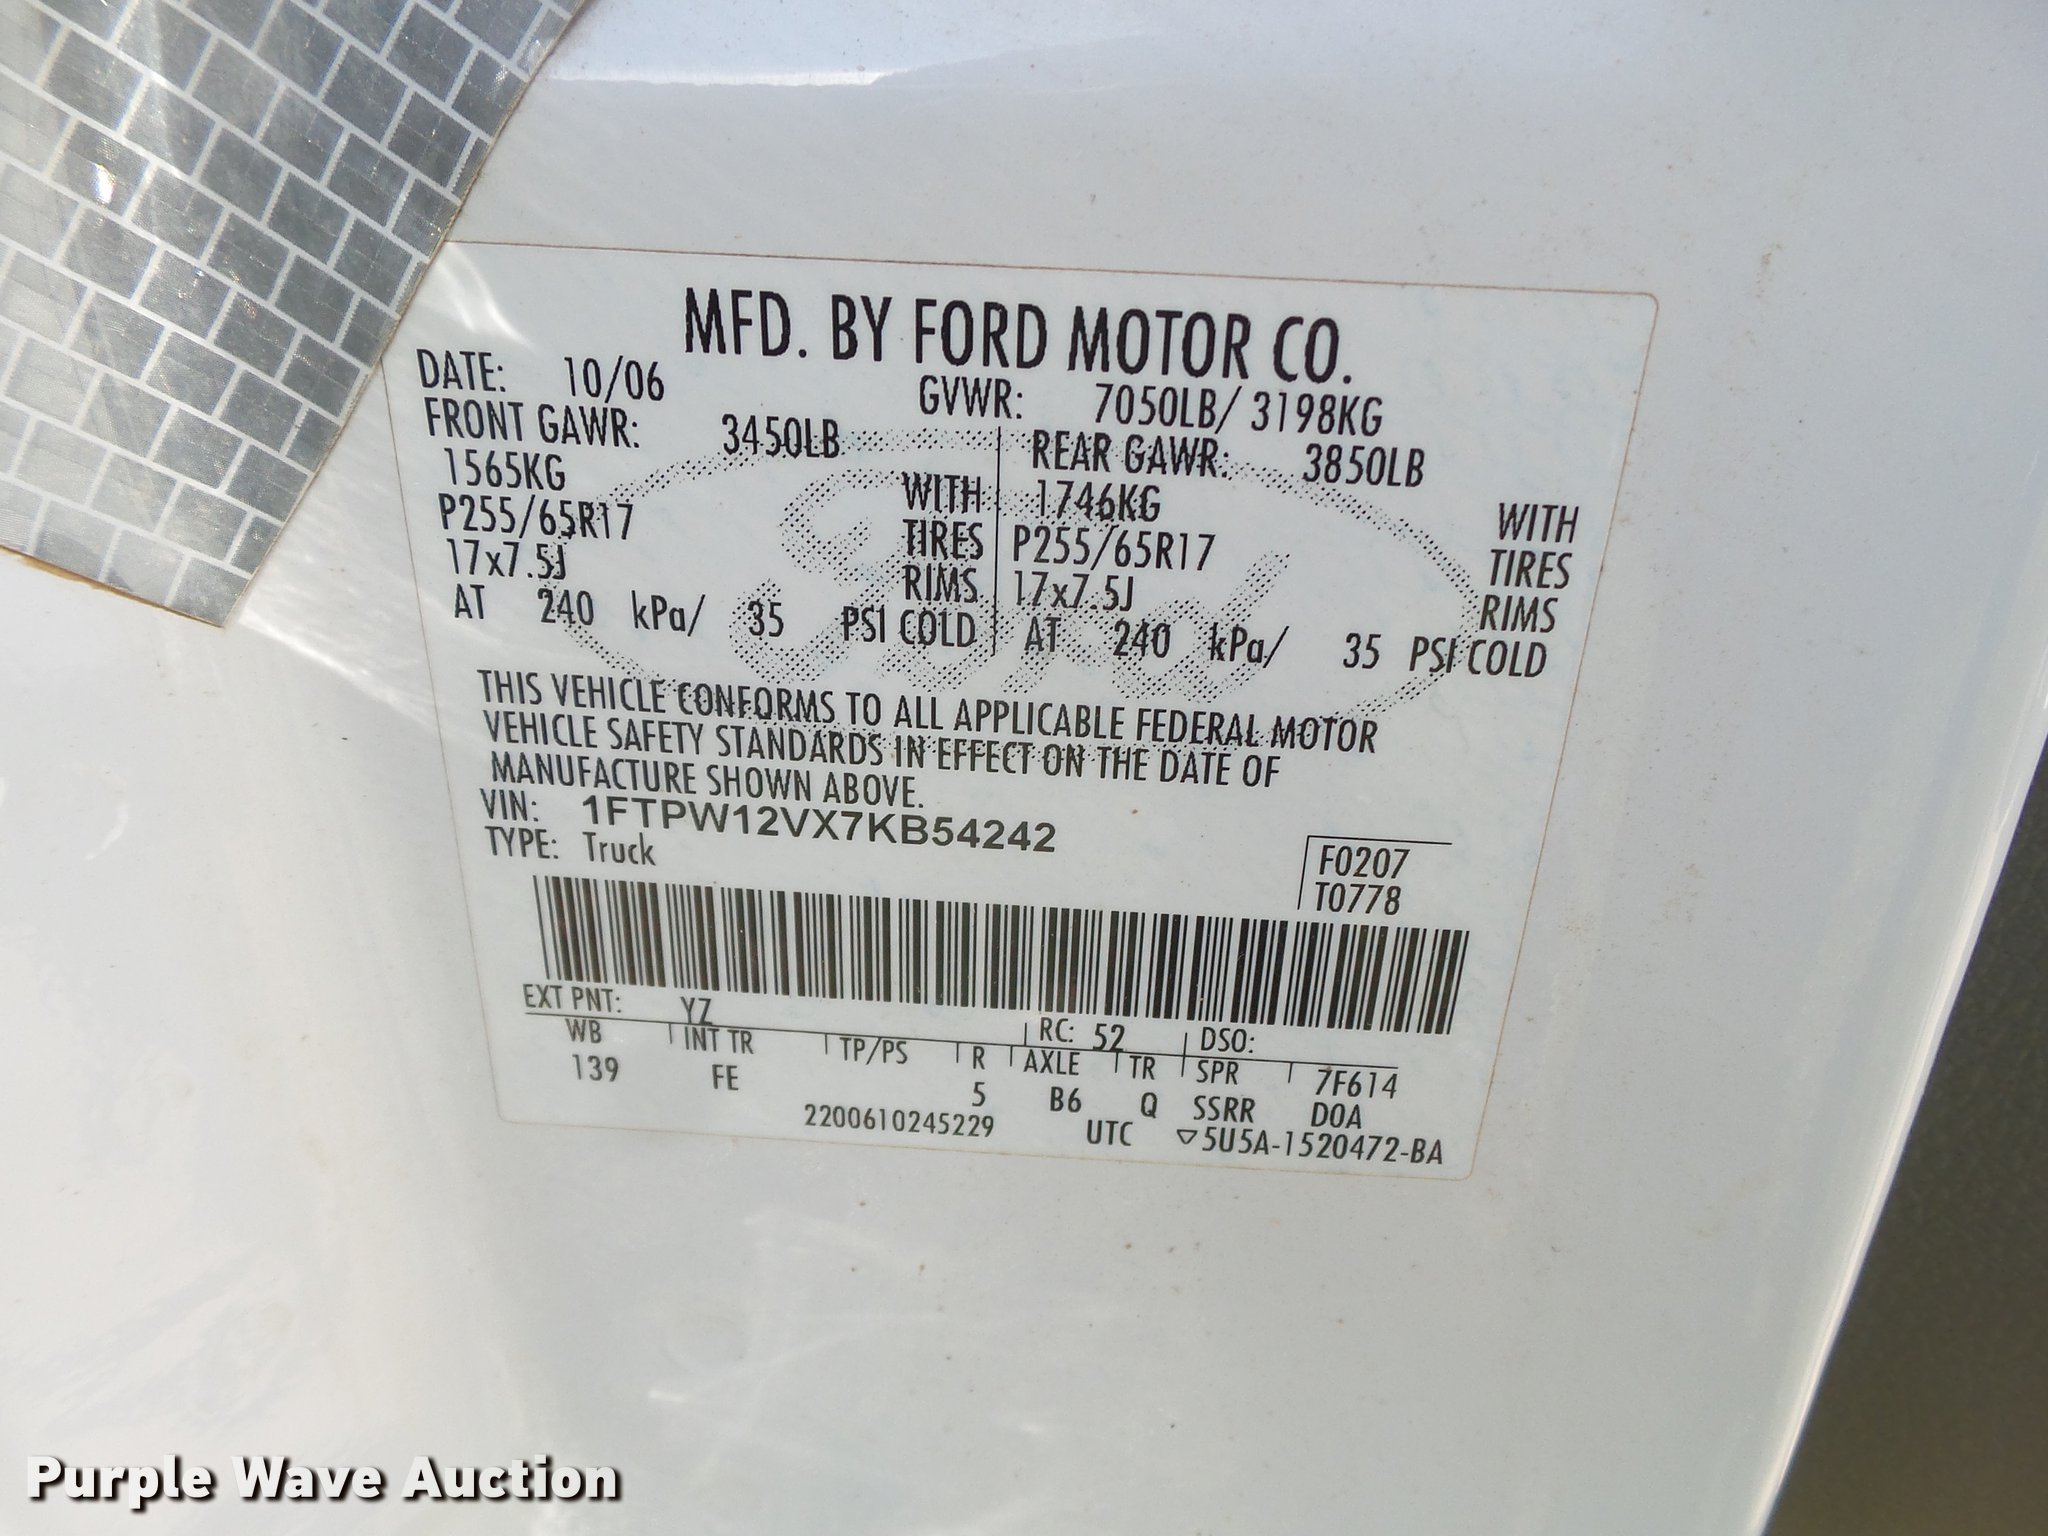 MFD. BY FORD MOTOR CO.
DATE: 10/06 GVWR: 7050LB/ 3198KG
FRONT GAWR: 3450LB REAR GAWR: 3850LB
1565KG WITH 1746KG WITH
P255/65R17 TIRES P255/65R17 TIRES
17x7.5J RIMS 17x7.5J RIMS
AT 240 kPa/ 35 PSI COLD AT 240 kPa/ 35 PSI COLD
Ford
THIS VEHICLE CONFORMS TO ALL APPLICABLE FEDERAL MOTOR
VEHICLE SAFETY STANDARDS IN EFFECT ON THE DATE OF
MANUFACTURE SHOWN ABOVE.
VIN: 1FTPW12VX7KB54242
TYPE: Truck F0207
T0778
EXT PNT: YZ RC: 52 DSO:
WB INT TR TP/PS R AXLE TR SPR 7F614
139 FE 5 B6 Q SSRR D0A
2200610245229 UTC ▽5U5A-1520472-BA
Purple Wave Auction